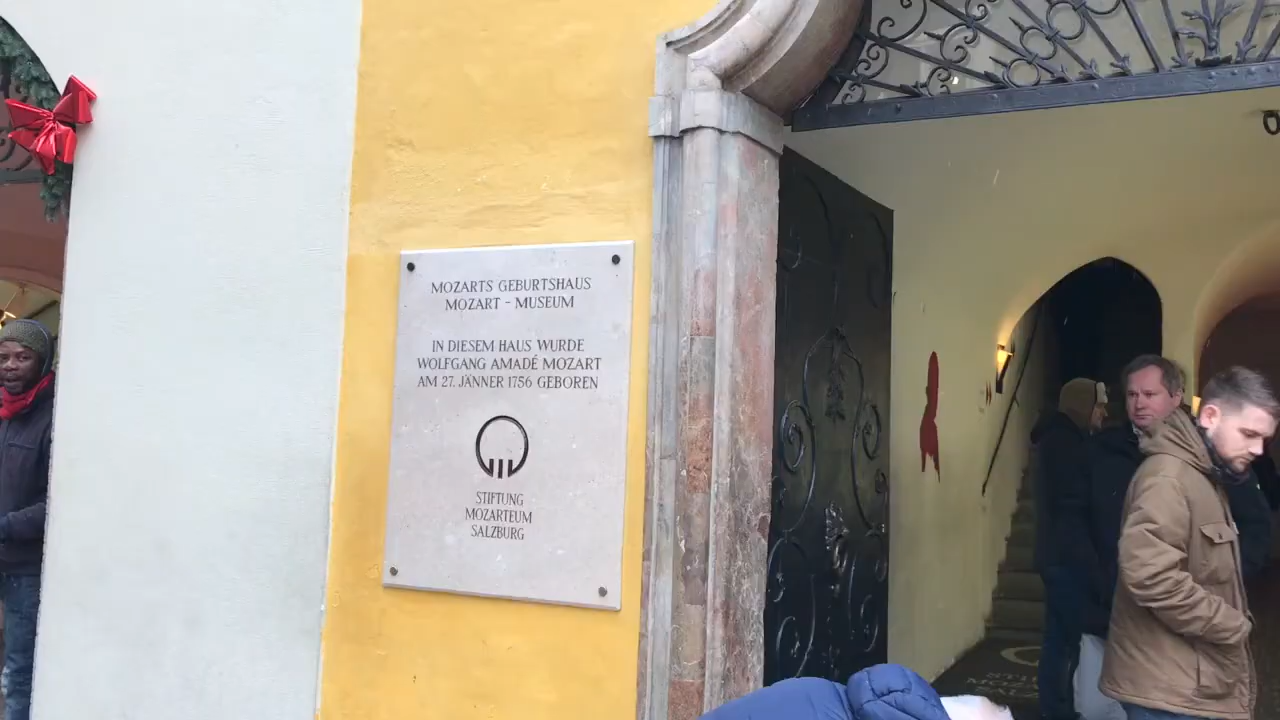 MOZARTS GEBURTSHAUS
MOZART - MUSEUM
IN DIESEM HAUS WURDE
WOLFGANG AMADÉ MOZART
AM 27. JÄNNER 1756 GEBOREN
STIFTUNG
MOZARTEUM
SALZBURG